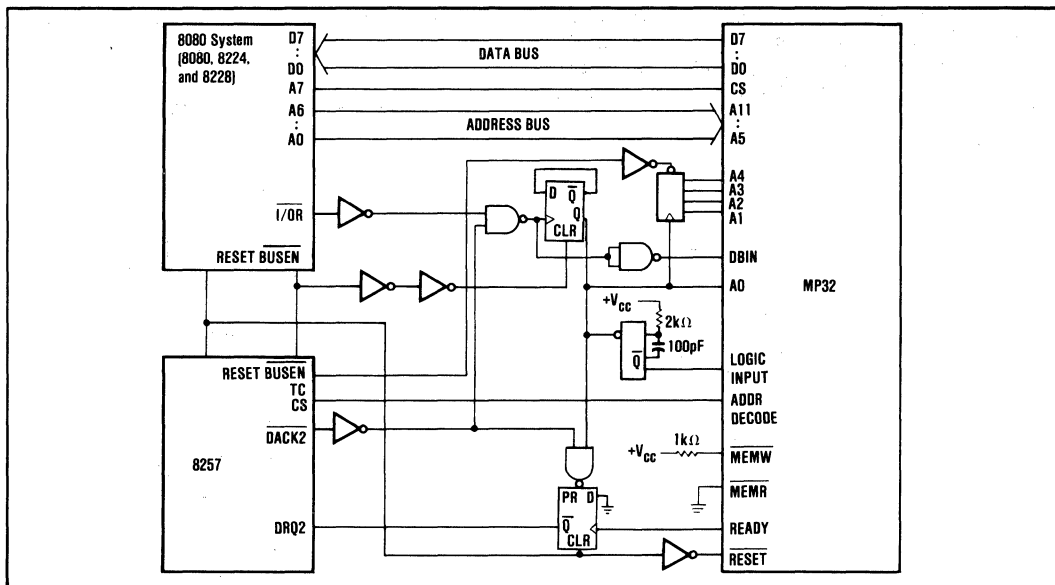 8080 System
(8080, 8224,
and 8228)
D7
:
D0
A7
A6
:
A0
I/OR
RESET BUSEN
DATA BUS
ADDRESS BUS
D7
:
D0
CS
A11
:
A5
A4
A3
A2
A1
DBIN
A0
MP32
LOGIC
INPUT
ADDR
DECODE
MEMW
MEMR
READY
RESET
D Q
Q
CLR
+VCC
2kΩ
100pF
Q
1kΩ
+VCC
PR D
Q
CLR
RESET BUSEN
TC
CS
DACK2
8257
DRQ2